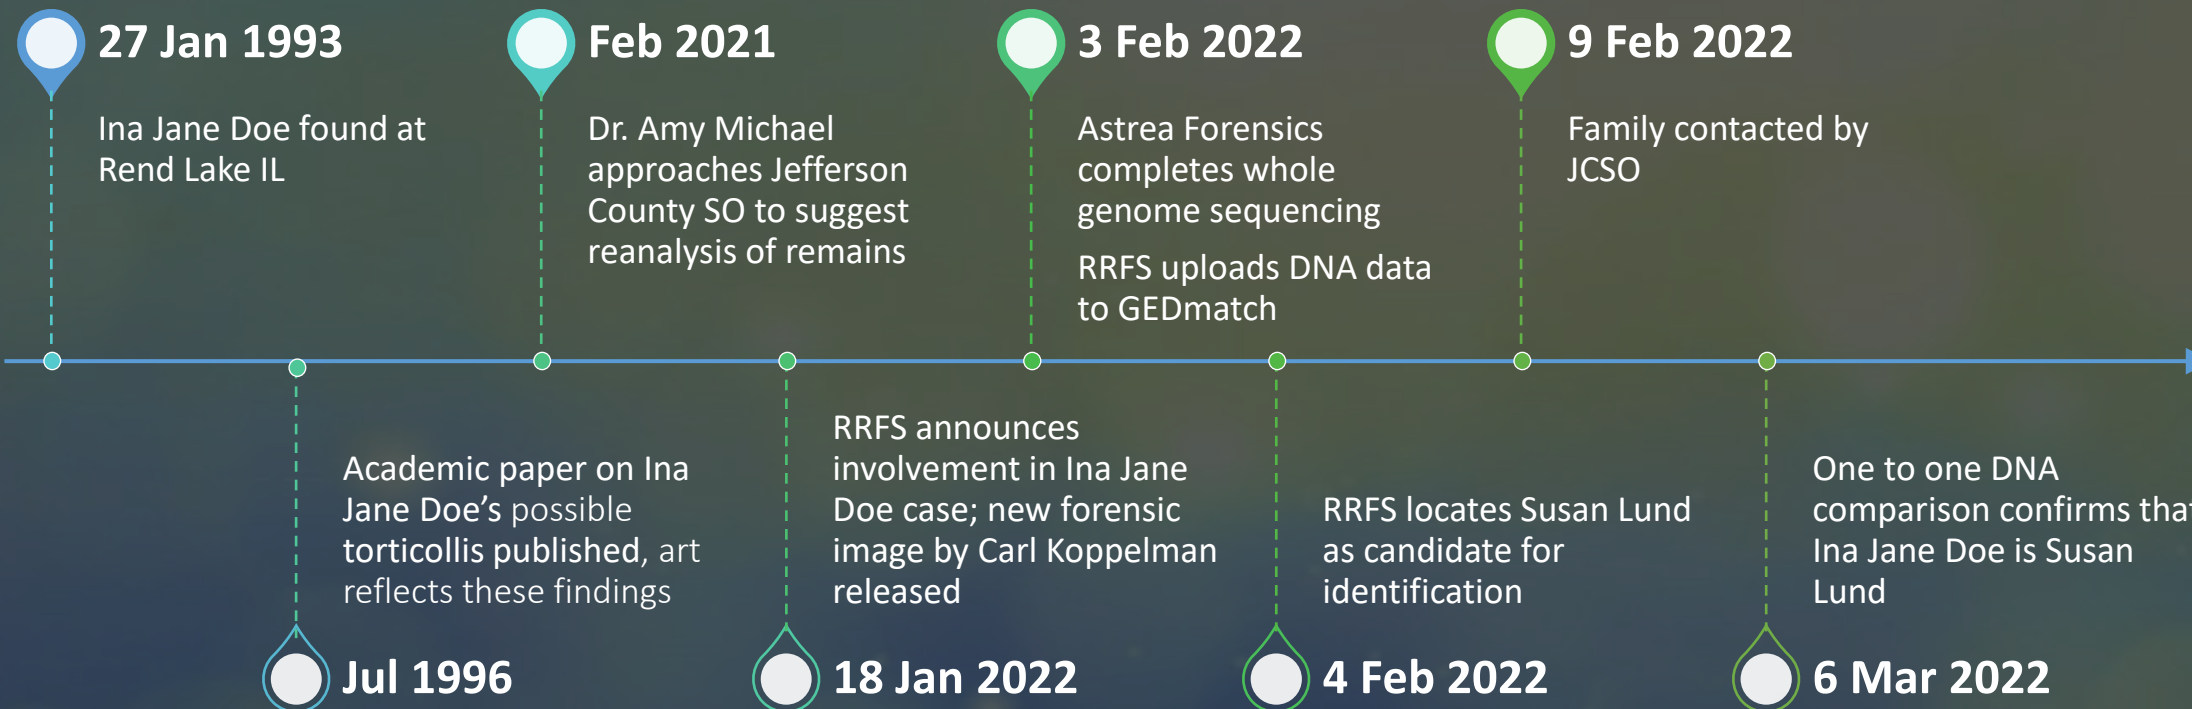 27 Jan 1993
Ina Jane Doe found at
Rend Lake IL
Feb 2021
Dr. Amy Michael
approaches Jefferson
County SO to suggest
reanalysis of remains
3 Feb 2022
Astrea Forensics
completes whole
genome sequencing
RRFS uploads DNA data
to GEDmatch
9 Feb 2022
Family contacted by
JCSO
Academic paper on Ina
Jane Doe’s possible
torticollis published, art
reflects these findings
Jul 1996
RRFS announces
involvement in Ina Jane
Doe case; new forensic
image by Carl Koppelman
released
18 Jan 2022
RRFS locates Susan Lund
as candidate for
identification
4 Feb 2022
One to one DNA
comparison confirms that
Ina Jane Doe is Susan
Lund
6 Mar 2022